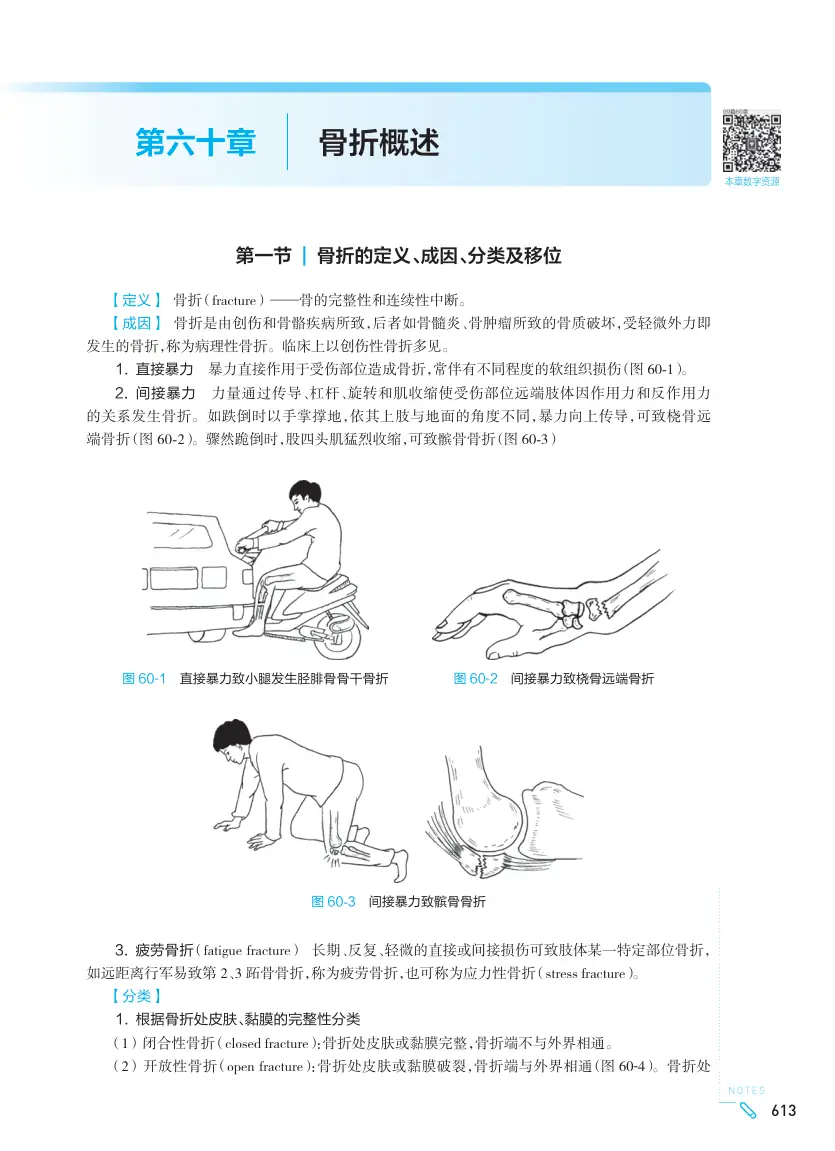 第六十章
骨折概述
本章数字资源
第一节 | 骨折的定义、成因、分类及移位
【定义】 骨折(fracture)——骨的完整性和连续性中断。
【成因】 骨折是由创伤和骨骼疾病所致,后者如骨髓炎、骨肿瘤所致的骨质破坏,受轻微外力即
发生的骨折,称为病理性骨折。临床上以创伤性骨折多见。
1. 直接暴力 暴力直接作用于受伤部位造成骨折,常伴有不同程度的软组织损伤(图 60-1)。
2. 间接暴力 力量通过传导、杠杆、旋转和肌收缩使受伤部位远端肢体因作用力和反作用力
的关系发生骨折。如跌倒时以手掌撑地,依其上肢与地面的角度不同,暴力向上传导,可致桡骨远
端骨折(图 60-2)。骤然跪倒时,股四头肌猛烈收缩,可致髌骨骨折(图 60-3)
图 60-1 直接暴力致小腿发生胫腓骨骨干骨折
图 60-2 间接暴力致桡骨远端骨折
图 60-3 间接暴力致髌骨骨折
3. 疲劳骨折(fatigue fracture) 长期、反复、轻微的直接或间接损伤可致肢体某一特定部位骨折,
如远距离行军易致第 2、3 跖骨骨折,称为疲劳骨折,也可称为应力性骨折(stress fracture)。
【分类】
1. 根据骨折处皮肤、黏膜的完整性分类
(1)闭合性骨折(closed fracture):骨折处皮肤或黏膜完整,骨折端不与外界相通。
(2)开放性骨折(open fracture):骨折处皮肤或黏膜破裂,骨折端与外界相通(图 60-4)。骨折处
NOTES
613